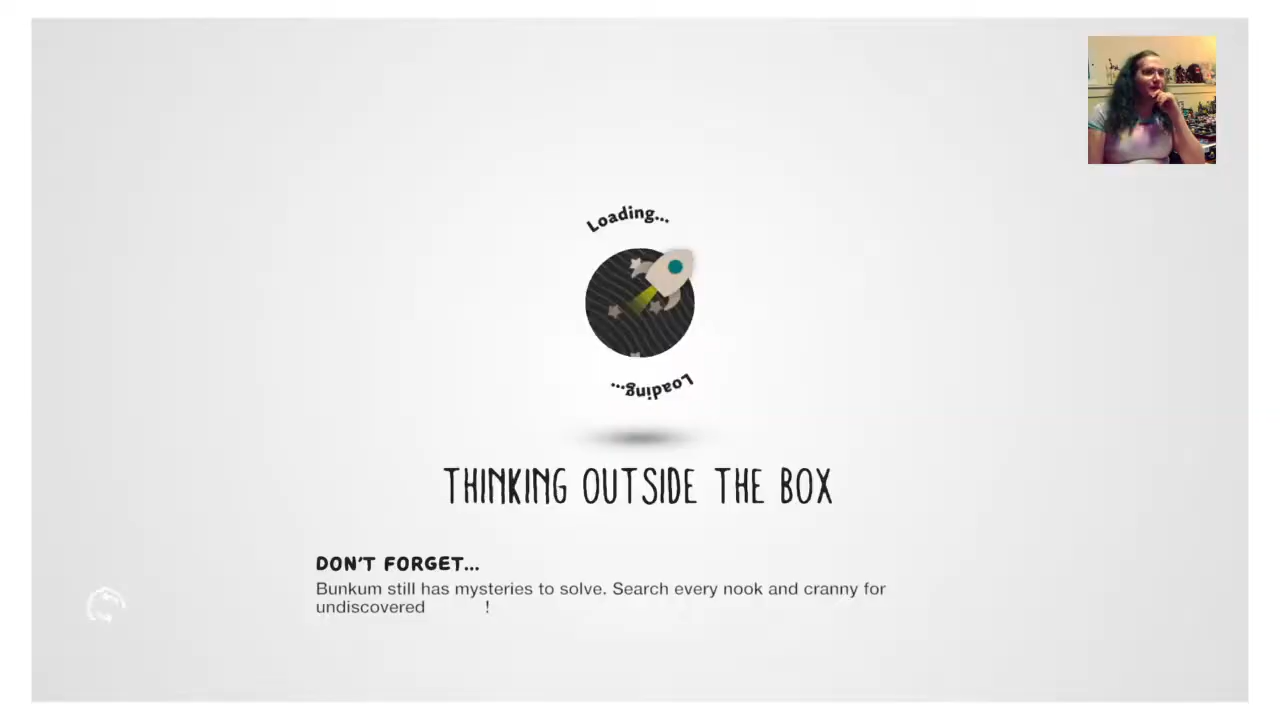 Loading...
Loading...
THINKING OUTSIDE THE BOX
DON'T FORGET...
Bunkum still has mysteries to solve. Search every nook and cranny for
undiscovered !